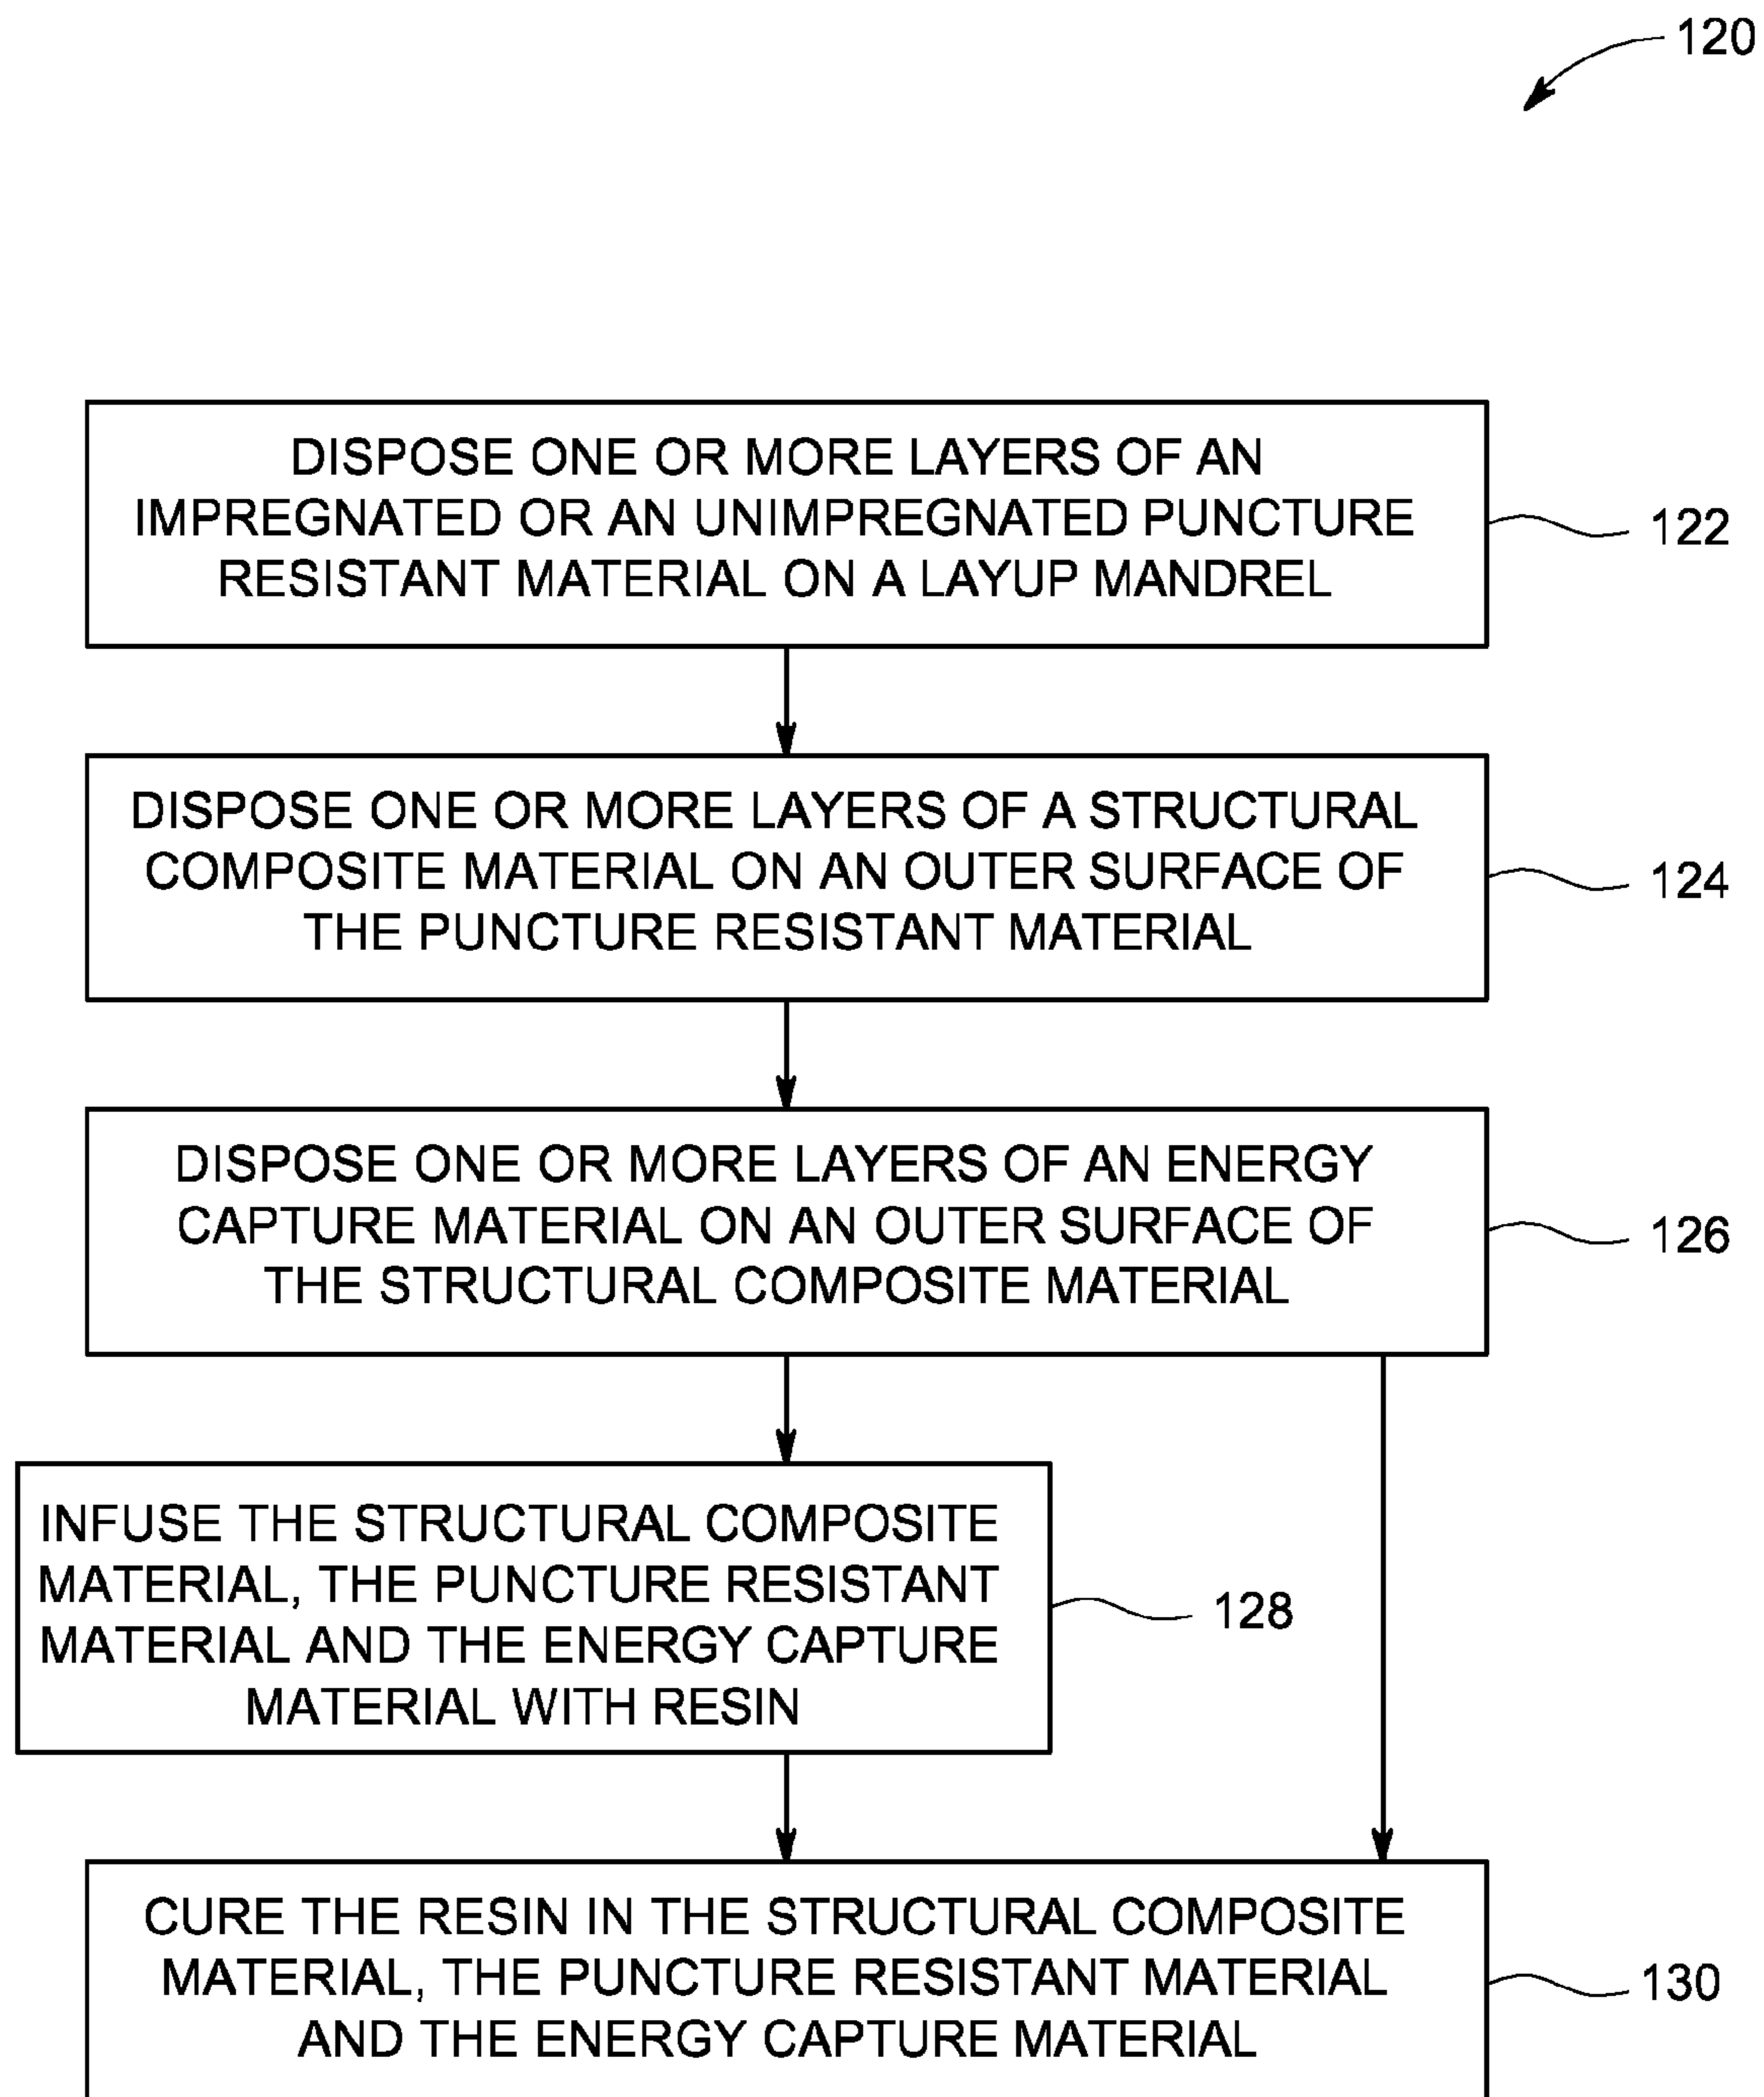 120
DISPOSE ONE OR MORE LAYERS OF AN
IMPREGNATED OR AN UNIMPREGNATED PUNCTURE
RESISTANT MATERIAL ON A LAYUP MANDREL
122
DISPOSE ONE OR MORE LAYERS OF A STRUCTURAL
COMPOSITE MATERIAL ON AN OUTER SURFACE OF
THE PUNCTURE RESISTANT MATERIAL
124
DISPOSE ONE OR MORE LAYERS OF AN ENERGY
CAPTURE MATERIAL ON AN OUTER SURFACE OF
THE STRUCTURAL COMPOSITE MATERIAL
126
INFUSE THE STRUCTURAL COMPOSITE
MATERIAL, THE PUNCTURE RESISTANT
MATERIAL AND THE ENERGY CAPTURE
MATERIAL WITH RESIN
128
CURE THE RESIN IN THE STRUCTURAL COMPOSITE
MATERIAL, THE PUNCTURE RESISTANT MATERIAL
AND THE ENERGY CAPTURE MATERIAL
130